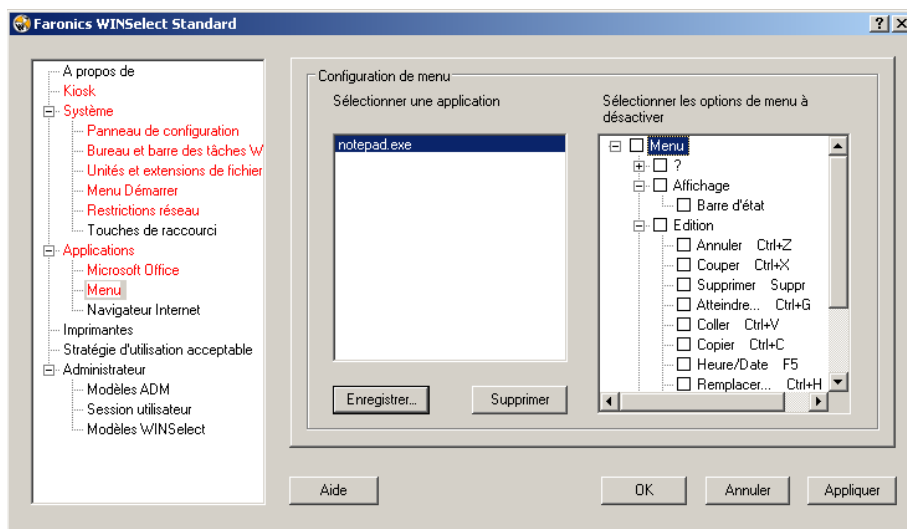 Faronics WINSelect Standard
A propos de
Kiosk
Système
Panneau de configuration
Bureau et barre des tâches W
Unités et extensions de fichier
Menu Démarrer
Restrictions réseau
Touches de raccourci
Applications
Microsoft Office
Menu
Navigateur Internet
Imprimantes
Stratégie d'utilisation acceptable
Administrateur
Modèles ADM
Session utilisateur
Modèles WINSelect
Configuration de menu
Sélectionner une application
notepad.exe
Enregistrer...
Supprimer
Sélectionner les options de menu à
désactiver
Menu
?
Affichage
Barre d'état
Edition
Annuler Ctrl+Z
Couper Ctrl+X
Supprimer Suppr
Atteindre... Ctrl+G
Coller Ctrl+V
Copier Ctrl+C
Heure/Date F5
Remplacer... Ctrl+H
Aide
OK
Annuler
Appliquer